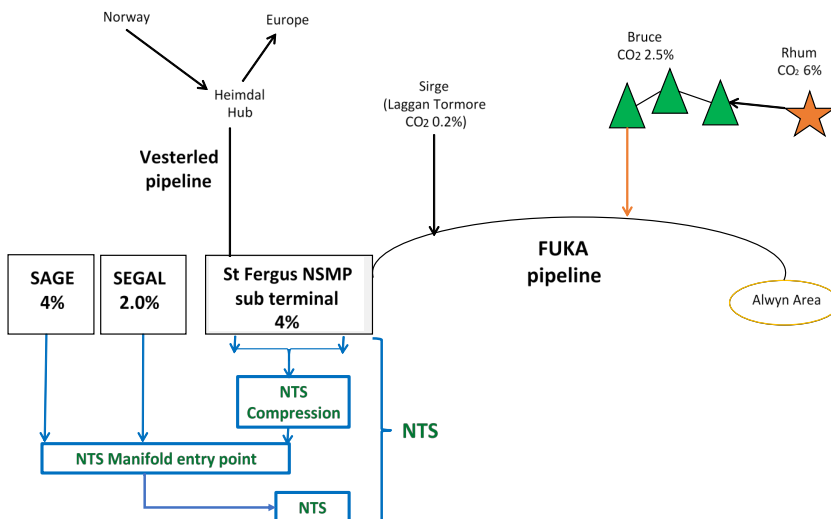 Norway
Europe
Heimdal
Hub
Vesterled
pipeline
Sirge
(Laggan Tormore
CO2 0.2%)
Bruce
CO2 2.5%
Rhum
CO2 6%
FUKA
pipeline
Alwyn Area
SAGE
4%
SEGAL
2.0%
St Fergus NSMP
sub terminal
4%
NTS
Compression
NTS
NTS Manifold entry point
NTS